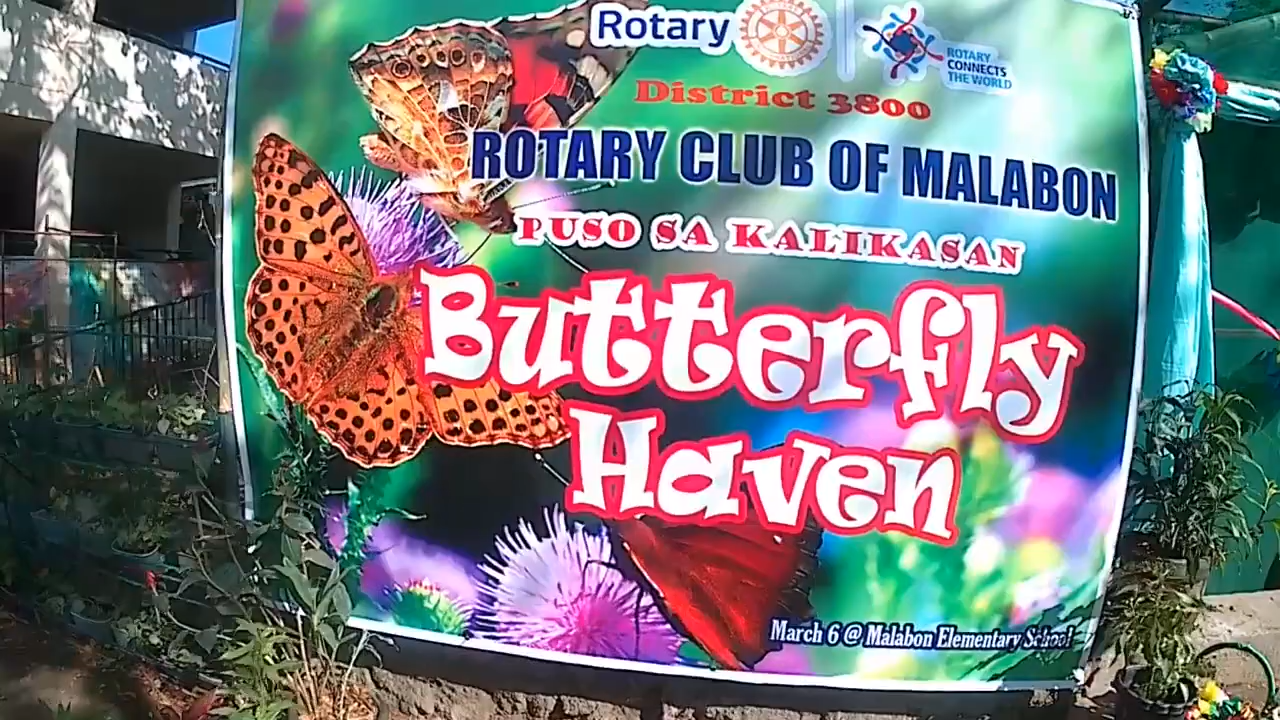 Rotary
ROTARY
CONNECTS
THE WORLD
District 3800
ROTARY CLUB OF MALABON
PUSO SA KALIKASAN
Butterfly
Haven
March 6 @ Malabon Elementary School